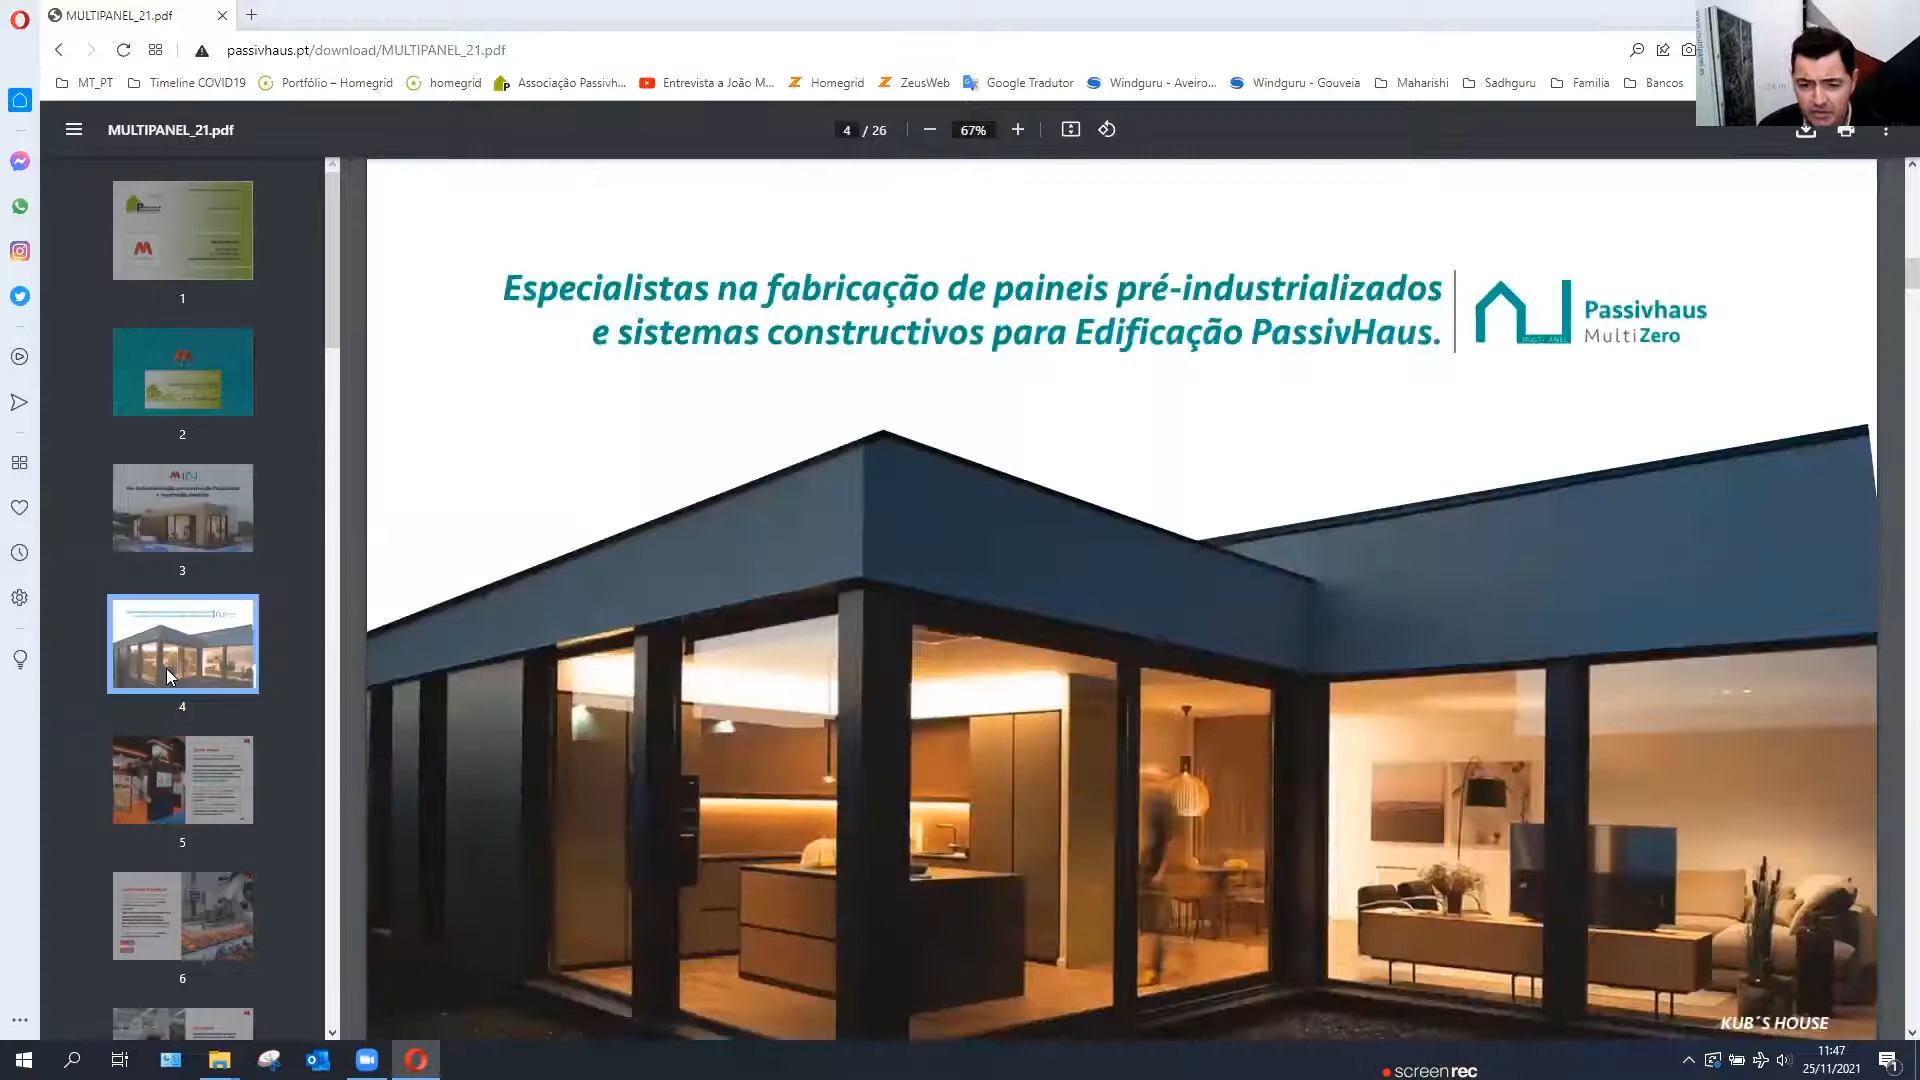 MULTIPANEL_21.pdf
passivhaus.pt/download/MULTIPANEL_21.pdf
MT_PT
Timeline COVID19
Portfólio – Homegrid
homegrid
Associação Passivh...
Entrevista a João M...
Homegrid
ZeusWeb
Google Tradutor
Windguru - Aveiro...
Windguru - Gouveia
Maharishi
Sadhguru
Familia
Bancos
MULTIPANEL_21.pdf
4 / 26
67%
Especialistas na fabricação de paineis pré-industrializados
e sistemas constructivos para Edificação PassivHaus.
Passivhaus
MultiZero
1
2
3
4
5
6
KUB´S HOUSE
screenrec
11:47
25/11/2021
1